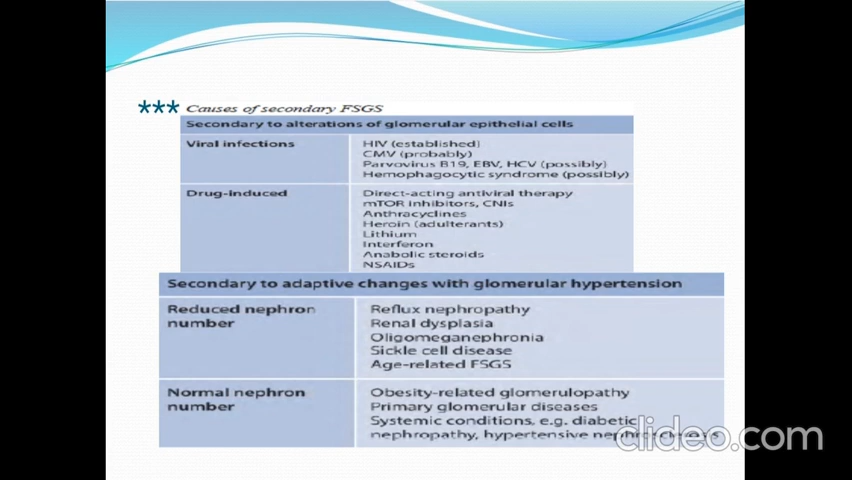 *** Causes of secondary FSGS
Secondary to alterations of glomerular epithelial cells
Viral infections
HIV (established)
CMV (probably)
Parvovirus B19, EBV, HCV (possibly)
Hemophagocytic syndrome (possibly)
Drug-induced
Direct-acting antiviral therapy
mTOR inhibitors, CNIs
Anthracyclines
Heroin (adulterants)
Lithium
Interferon
Anabolic steroids
NSAIDs
Secondary to adaptive changes with glomerular hypertension
Reduced nephron
number
Reflux nephropathy
Renal dysplasia
Oligomeganephronia
Sickle cell disease
Age-related FSGS
Normal nephron
number
Obesity-related glomerulopathy
Primary glomerular diseases
Systemic conditions, e.g. diabetic
nephropathy, hypertensive nephrosclerosis
clideo.com